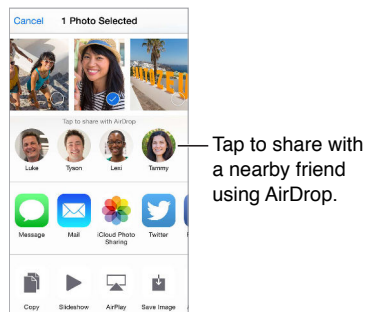 Cancel 1 Photo Selected
Tap to share with AirDrop
Luke Tyson Lexi Tammy
Tap to share with
a nearby friend
using AirDrop.
Message Mail iCloud Photo Sharing Twitter
Copy Slideshow AirPlay Save Image